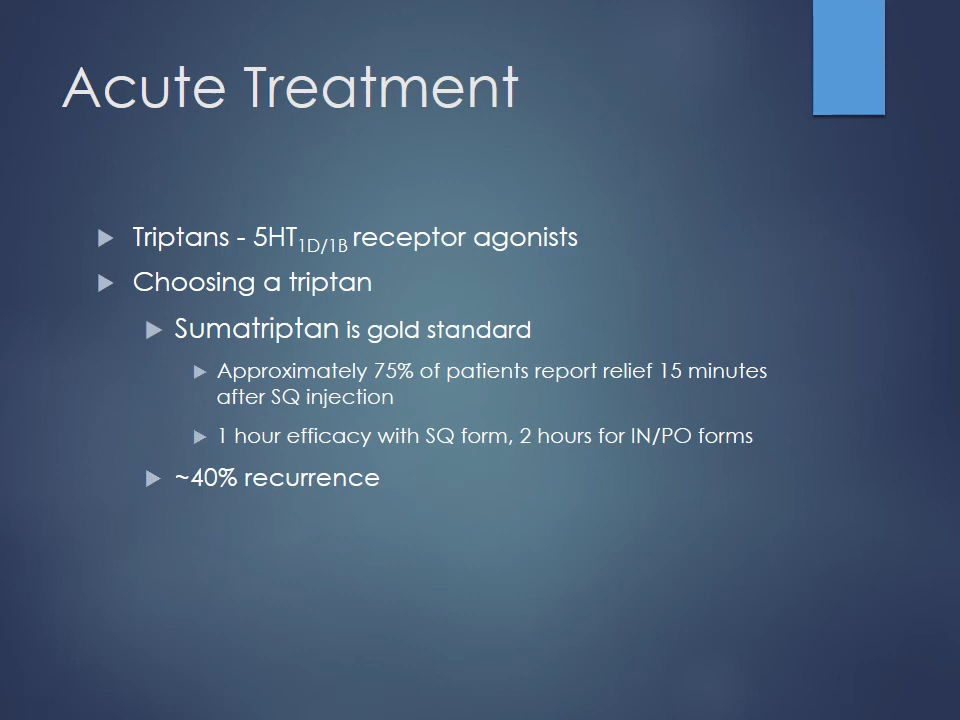 Acute Treatment
Triptans - 5HT1D/1B receptor agonists
Choosing a triptan
Sumatriptan is gold standard
Approximately 75% of patients report relief 15 minutes
after SQ injection
1 hour efficacy with SQ form, 2 hours for IN/PO forms
~40% recurrence